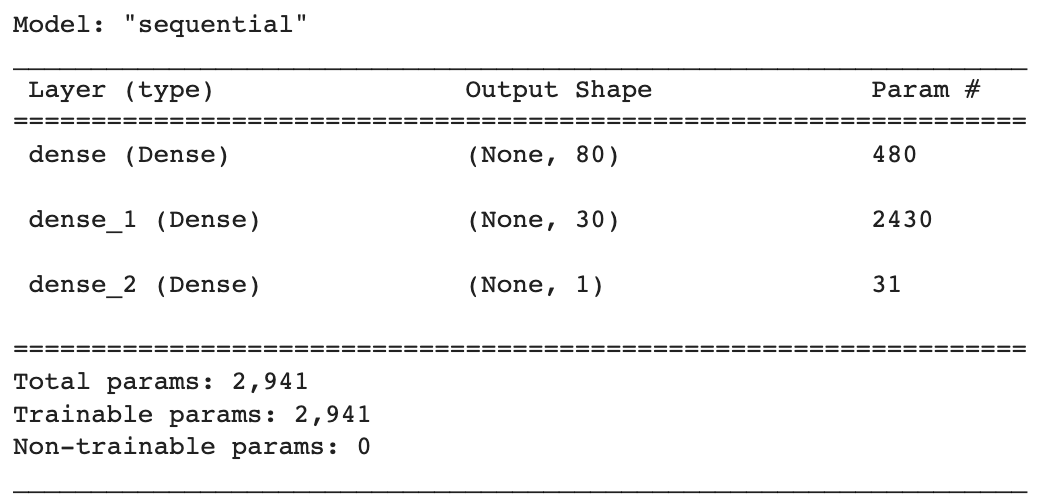 Model: "sequential"
Layer (type) Output Shape Param #
=================================================================
dense (Dense) (None, 80) 480
dense_1 (Dense) (None, 30) 2430
dense_2 (Dense) (None, 1) 31
=================================================================
Total params: 2,941
Trainable params: 2,941
Non-trainable params: 0